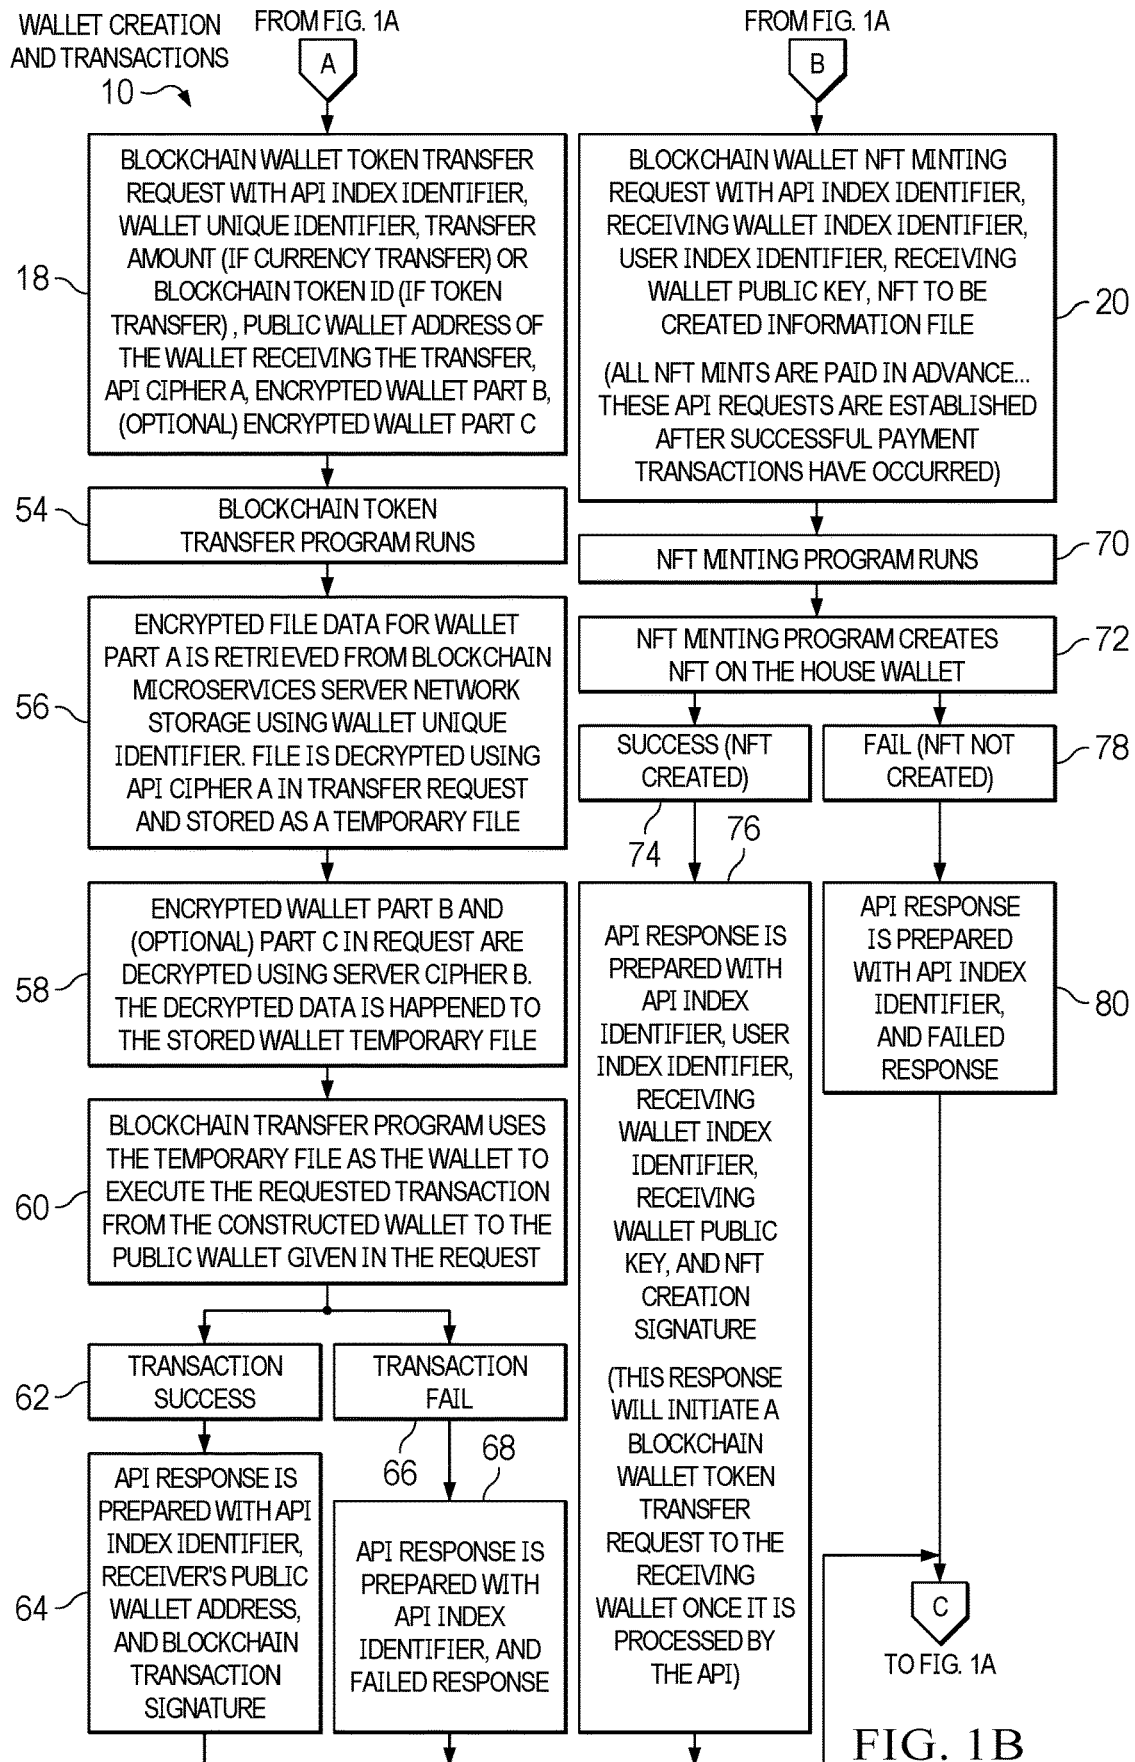 WALLET CREATION
AND TRANSACTIONS
10
FROM FIG. 1A
A
BLOCKCHAIN WALLET TOKEN TRANSFER
REQUEST WITH API INDEX IDENTIFIER,
WALLET UNIQUE IDENTIFIER, TRANSFER
AMOUNT (IF CURRENCY TRANSFER) OR
BLOCKCHAIN TOKEN ID (IF TOKEN
TRANSFER) , PUBLIC WALLET ADDRESS OF
THE WALLET RECEIVING THE TRANSFER,
API CIPHER A, ENCRYPTED WALLET PART B,
(OPTIONAL) ENCRYPTED WALLET PART C
18
BLOCKCHAIN TOKEN
TRANSFER PROGRAM RUNS
54
ENCRYPTED FILE DATA FOR WALLET
PART A IS RETRIEVED FROM BLOCKCHAIN
MICROSERVICES SERVER NETWORK
STORAGE USING WALLET UNIQUE
IDENTIFIER. FILE IS DECRYPTED USING
API CIPHER A IN TRANSFER REQUEST
AND STORED AS A TEMPORARY FILE
56
ENCRYPTED WALLET PART B AND
(OPTIONAL) PART C IN REQUEST ARE
DECRYPTED USING SERVER CIPHER B.
THE DECRYPTED DATA IS HAPPENED TO
THE STORED WALLET TEMPORARY FILE
58
BLOCKCHAIN TRANSFER PROGRAM USES
THE TEMPORARY FILE AS THE WALLET TO
EXECUTE THE REQUESTED TRANSACTION
FROM THE CONSTRUCTED WALLET TO THE
PUBLIC WALLET GIVEN IN THE REQUEST
60
TRANSACTION
SUCCESS
62
TRANSACTION
FAIL
66
API RESPONSE IS
PREPARED WITH API
INDEX IDENTIFIER,
RECEIVER'S PUBLIC
WALLET ADDRESS,
AND BLOCKCHAIN
TRANSACTION
SIGNATURE
64
68
API RESPONSE IS
PREPARED WITH
API INDEX
IDENTIFIER, AND
FAILED RESPONSE
FROM FIG. 1A
B
BLOCKCHAIN WALLET NFT MINTING
REQUEST WITH API INDEX IDENTIFIER,
RECEIVING WALLET INDEX IDENTIFIER,
USER INDEX IDENTIFIER, RECEIVING
WALLET PUBLIC KEY, NFT TO BE
CREATED INFORMATION FILE
(ALL NFT MINTS ARE PAID IN ADVANCE...
THESE API REQUESTS ARE ESTABLISHED
AFTER SUCCESSFUL PAYMENT
TRANSACTIONS HAVE OCCURRED)
20
NFT MINTING PROGRAM RUNS
70
NFT MINTING PROGRAM CREATES
NFT ON THE HOUSE WALLET
72
SUCCESS (NFT
CREATED)
74
FAIL (NFT NOT
CREATED)
78
76
API RESPONSE IS
PREPARED WITH
API INDEX
IDENTIFIER, USER
INDEX IDENTIFIER,
RECEIVING
WALLET INDEX
IDENTIFIER,
RECEIVING
WALLET PUBLIC
KEY, AND NFT
CREATION
SIGNATURE
(THIS RESPONSE
WILL INITIATE A
BLOCKCHAIN
WALLET TOKEN
TRANSFER
REQUEST TO THE
RECEIVING
WALLET ONCE IT IS
PROCESSED BY
THE API)
API RESPONSE
IS PREPARED
WITH API INDEX
IDENTIFIER,
AND FAILED
RESPONSE
80
C
TO FIG. 1A
FIG. 1B